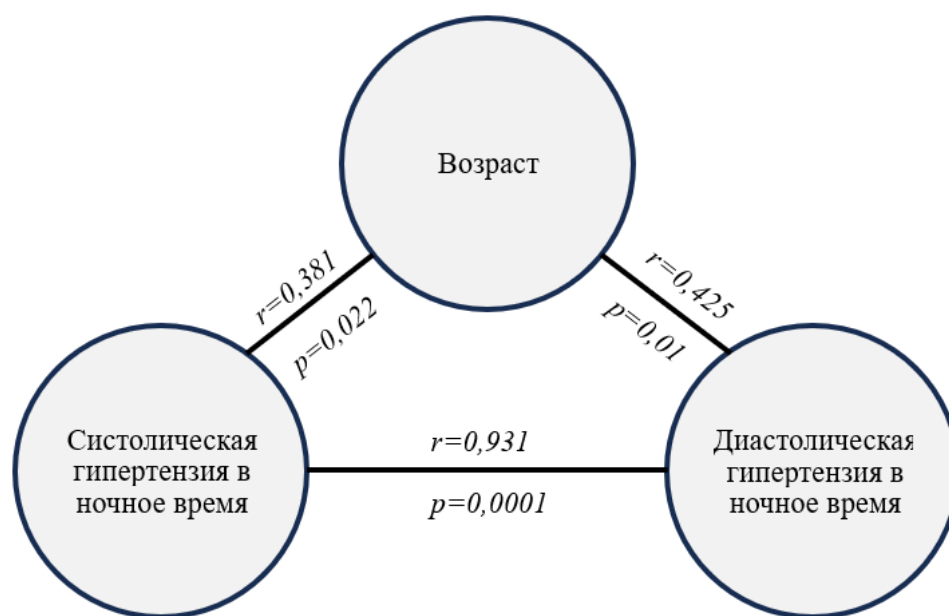 Возраст
r=0,381
p=0,022
r=0,425
p=0,01
Систолическая
гипертензия в
ночное время
r=0,931
p=0,0001
Диастолическая
гипертензия в
ночное время